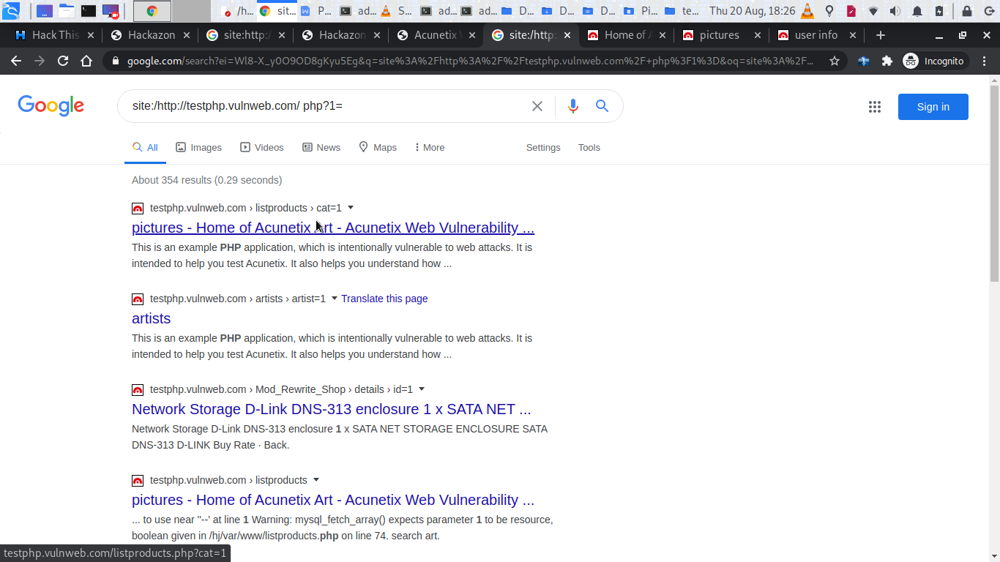 /h...
sit...
P...
ad...
S...
ad...
ad...
D...
D...
D...
Pi...
te...
Thu 20 Aug, 18:26
Hack This
Hackazon
site:http:/
Hackazon
Acunetix
site:/http:
Home of A
pictures
user info
google.com/search?ei=Wl8-X_y0O9OD8gKyu5Eg&q=site%3A%2Fhttp%3A%2F%2Ftestphp.vulnweb.com%2F+php%3F1%3D&oq=site%3A%2F...
Incognito
Google
site:/http://testphp.vulnweb.com/ php?1=
Sign in
All
Images
Videos
News
Maps
More
Settings
Tools
About 354 results (0.29 seconds)
testphp.vulnweb.com › listproducts › cat=1
pictures - Home of Acunetix Art - Acunetix Web Vulnerability ...
This is an example PHP application, which is intentionally vulnerable to web attacks. It is
intended to help you test Acunetix. It also helps you understand how ...
testphp.vulnweb.com › artists › artist=1 Translate this page
artists
This is an example PHP application, which is intentionally vulnerable to web attacks. It is
intended to help you test Acunetix. It also helps you understand how ...
testphp.vulnweb.com › Mod_Rewrite_Shop › details › id=1
Network Storage D-Link DNS-313 enclosure 1 x SATA NET ...
Network Storage D-Link DNS-313 enclosure 1 x SATA NET STORAGE ENCLOSURE SATA
DNS-313 D-LINK Buy Rate · Back.
testphp.vulnweb.com › listproducts
pictures - Home of Acunetix Art - Acunetix Web Vulnerability ...
... to use near "--' at line 1 Warning: mysql_fetch_array() expects parameter 1 to be resource,
boolean given in /hj/var/www/listproducts.php on line 74. search art.
testphp.vulnweb.com/listproducts.php?cat=1